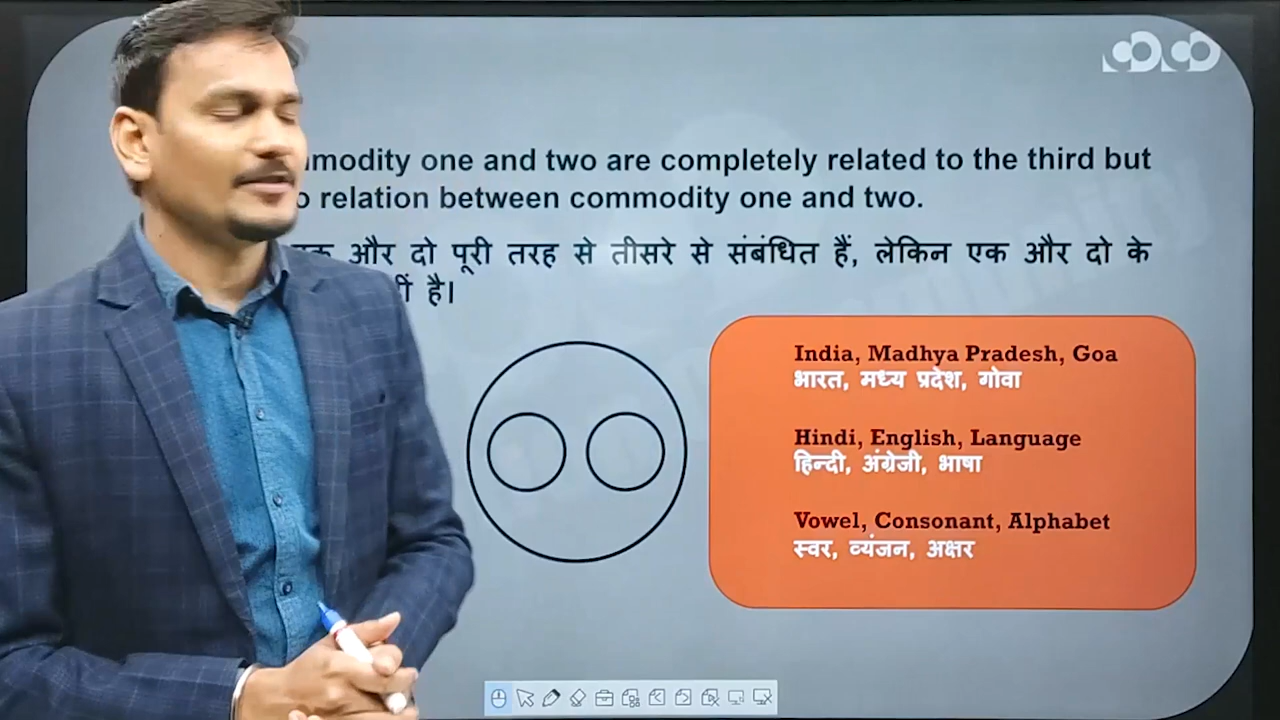 one and two are completely related to the third but
relation between commodity one and two.
और दो पूरी तरह से तीसरे से संबंधित हैं, लेकिन एक और दो के
है।
India, Madhya Pradesh, Goa
भारत, मध्य प्रदेश, गोवा
Hindi, English, Language
हिन्दी, अंग्रेजी, भाषा
Vowel, Consonant, Alphabet
स्वर, व्यंजन, अक्षर